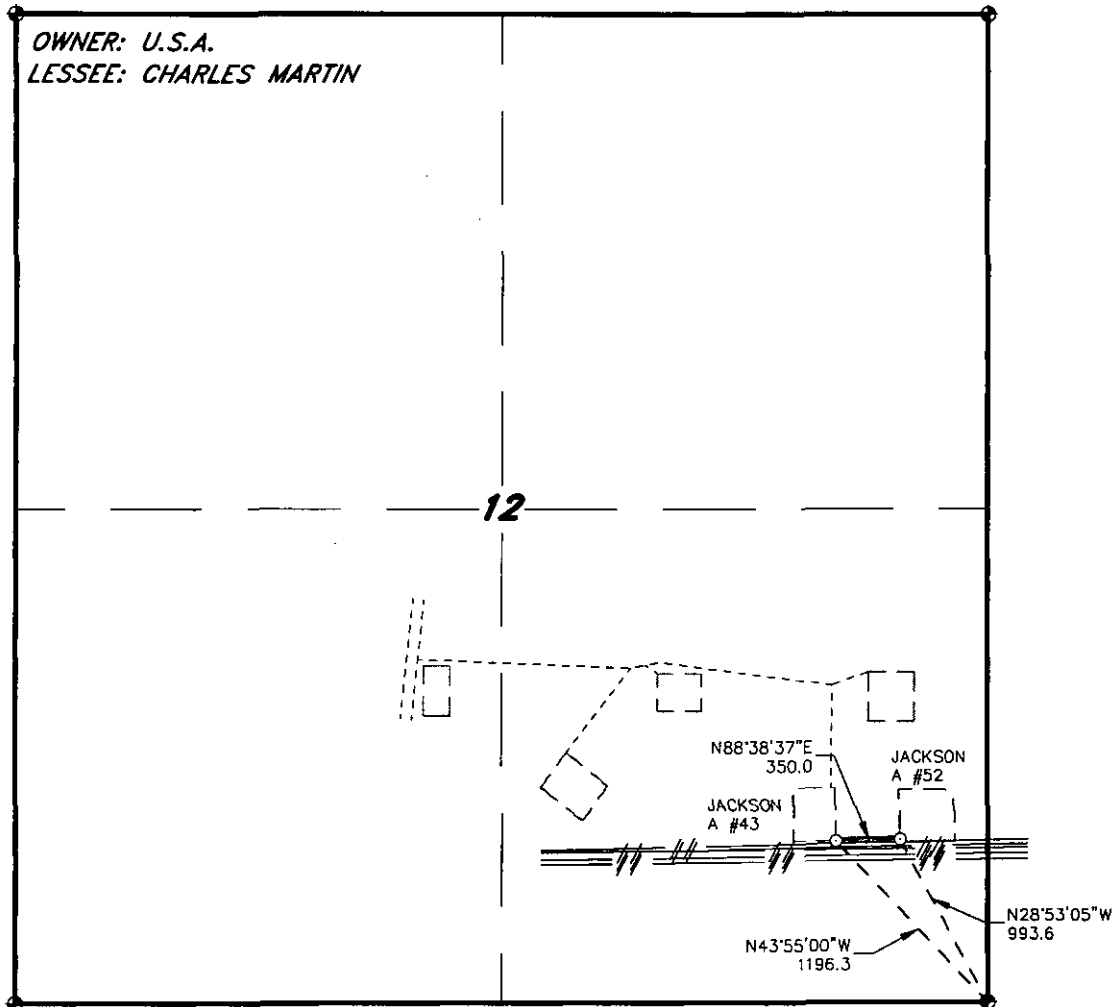 OWNER: U.S.A.
LESSEE: CHARLES MARTIN
12
N88°38'37"E
350.0
JACKSON
A #52
JACKSON
A #43
N28°53'05"W
993.6
N43°55'00"W
1196.3